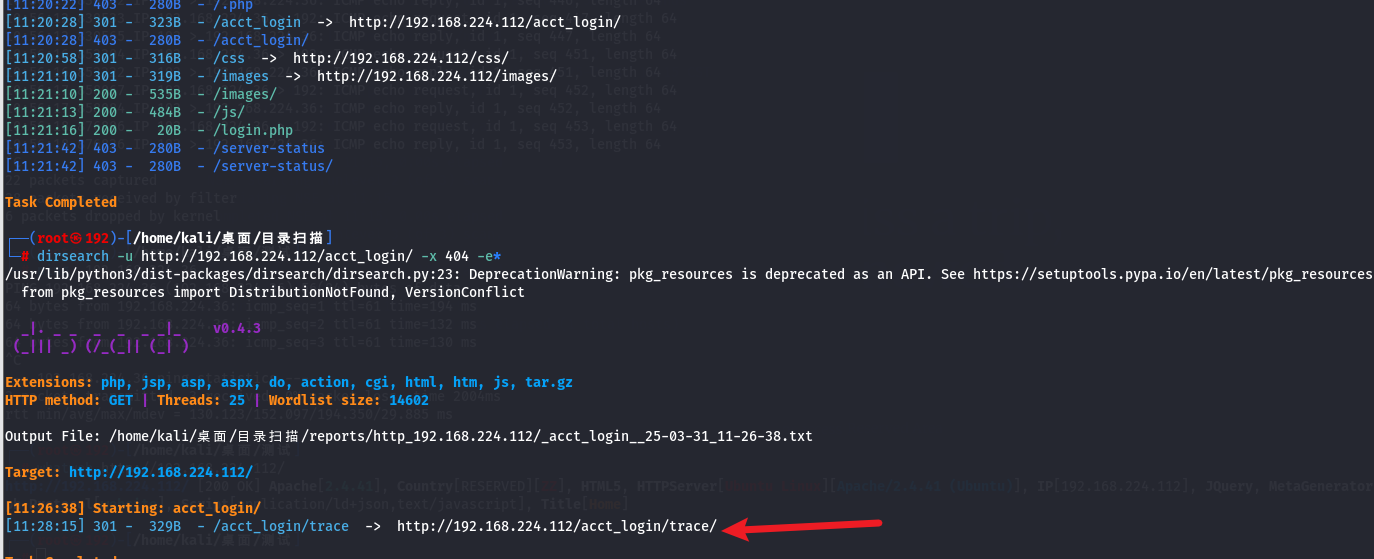 [11:20:22] 403 -  280B  - /.php
[11:20:28] 301 -  323B  - /acct_login  ->  http://192.168.224.112/acct_login/
[11:20:28] 403 -  280B  - /acct_login/
[11:20:58] 301 -  316B  - /css  ->  http://192.168.224.112/css/
[11:21:10] 301 -  319B  - /images  ->  http://192.168.224.112/images/
[11:21:10] 200 -  535B  - /images/
[11:21:13] 200 -  484B  - /js/
[11:21:16] 200 -   20B  - /login.php
[11:21:42] 403 -  280B  - /server-status
[11:21:42] 403 -  280B  - /server-status/
Task Completed
┌──(root㉿192)-[/home/kali/桌面/目录扫描]
└─# dirsearch -u http://192.168.224.112/acct_login/ -x 404 -e*
/usr/lib/python3/dist-packages/dirsearch/dirsearch.py:23: DeprecationWarning: pkg_resources is deprecated as an API. See https://setuptools.pypa.io/en/latest/pkg_resources
  from pkg_resources import DistributionNotFound, VersionConflict
  _|. _ _  _  _  _ _|_    v0.4.3
 (_||| _) (/_(_|| (_| )
Extensions: php, jsp, asp, aspx, do, action, cgi, html, htm, js, tar.gz
HTTP method: GET | Threads: 25 | Wordlist size: 14602
Output File: /home/kali/桌面/目录扫描/reports/http_192.168.224.112/_acct_login__25-03-31_11-26-38.txt
Target: http://192.168.224.112/
[11:26:38] Starting: acct_login/
[11:28:15] 301 -  329B  - /acct_login/trace  ->  http://192.168.224.112/acct_login/trace/